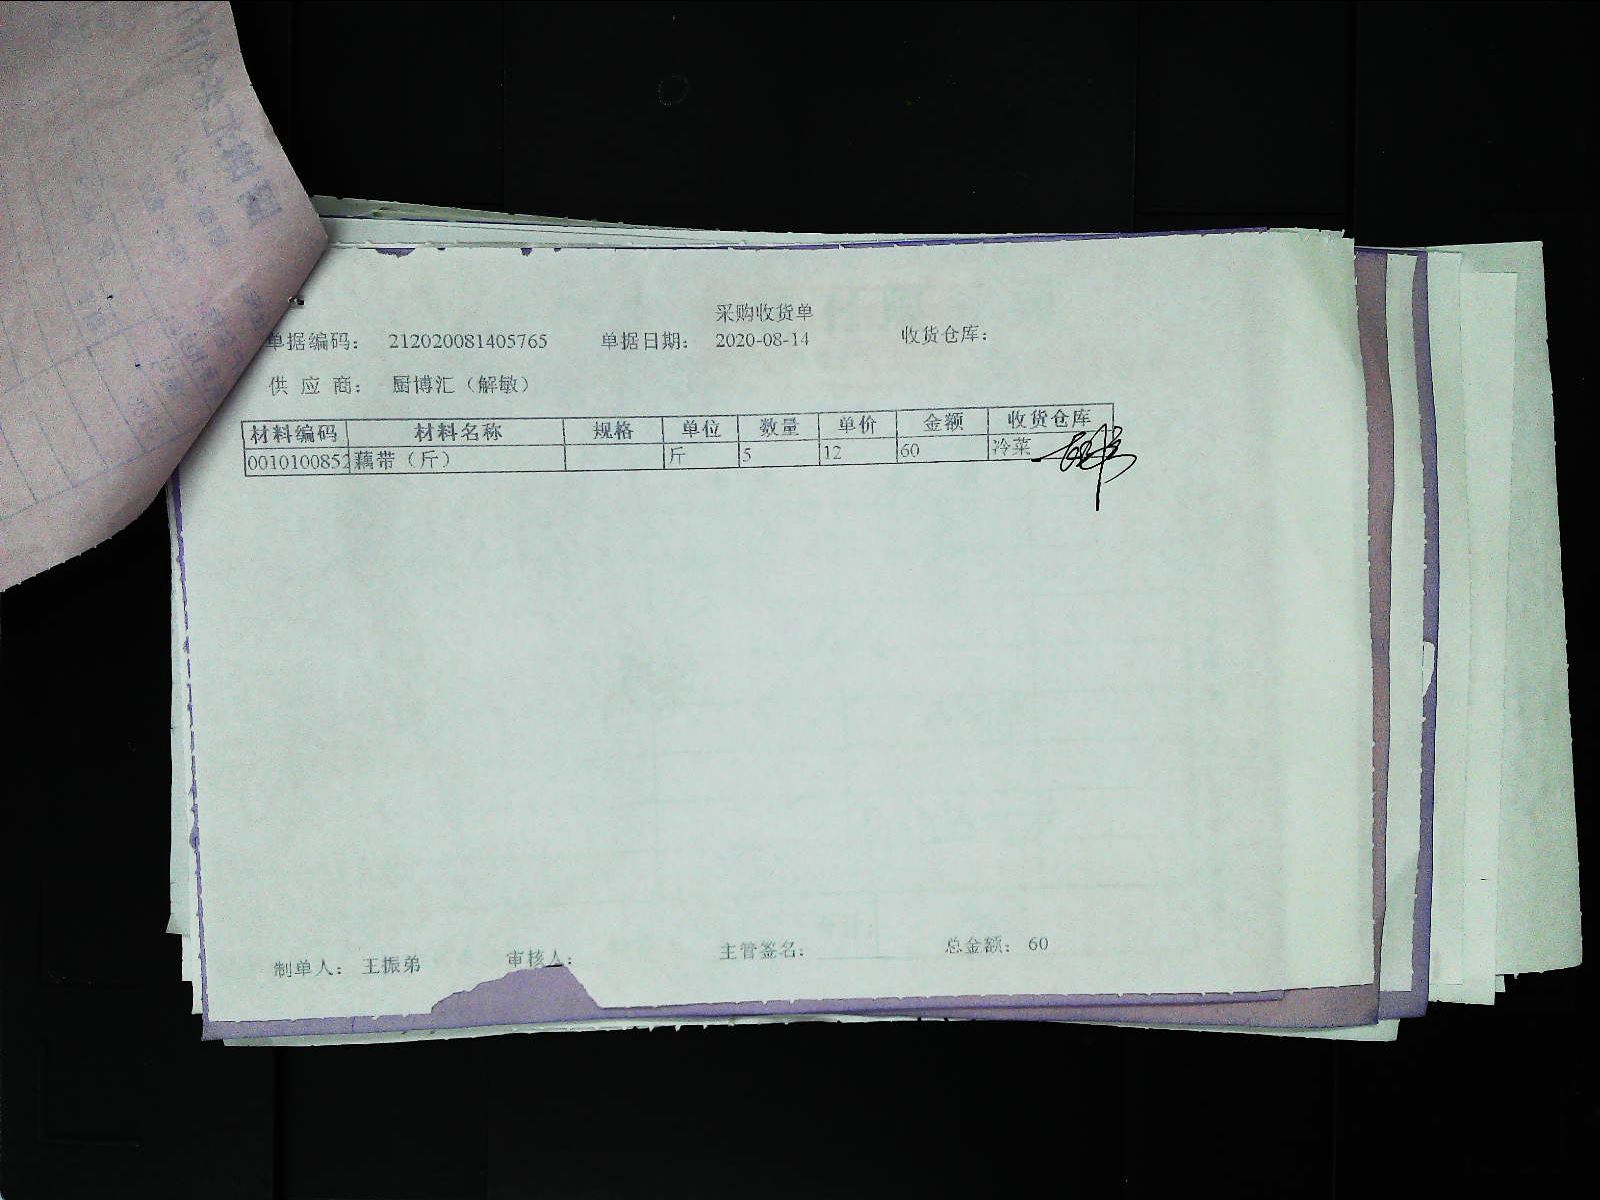 采购收货单
单据编码： 212020081405765 单据日期： 2020-08-14 收货仓库：
供 应 商： 厨博汇（解敏）
材料编码 材料名称 规格 单位 数量 单价 金额 收货仓库
0010100852 藕带（斤） 斤 5 12 60 冷菜
制单人： 王振弟 审核人： 主管签名： 总金额： 60